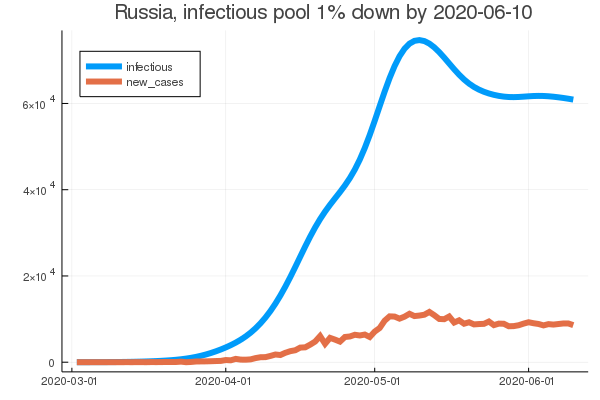 Russia, infectious pool 1% down by 2020-06-10
infectious
new_cases
6×10 4
4×10 4
2×10 4
0
2020-03-01 2020-04-01 2020-05-01 2020-06-01